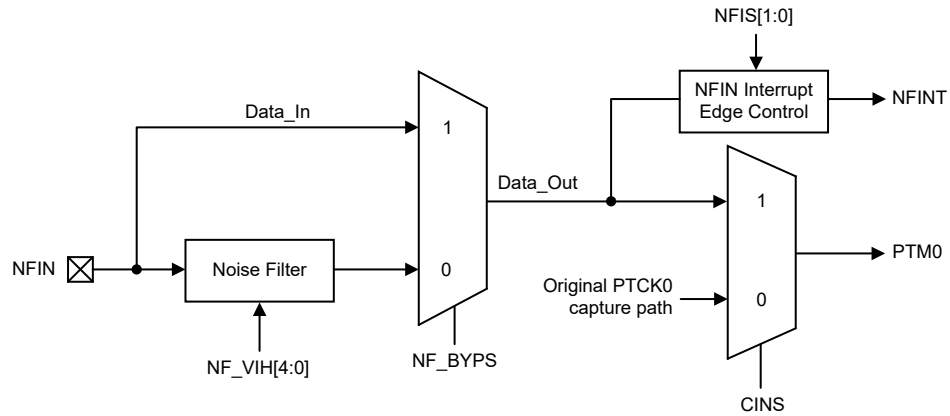 NFIS[1:0]
NFIN Interrupt
Edge Control
NFINT
Data_In
1
Data_Out
1
NFIN
Noise Filter
0
PTM0
Original PTCK0
capture path
0
NF_VIH[4:0]
NF_BYPS
CINS